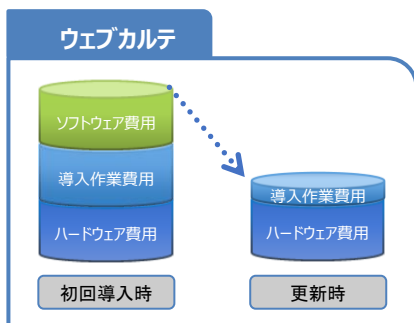 ウェブカルテ
ソフトウェア費用
導入作業費用
ハードウェア費用
初回導入時
導入作業費用
ハードウェア費用
更新時